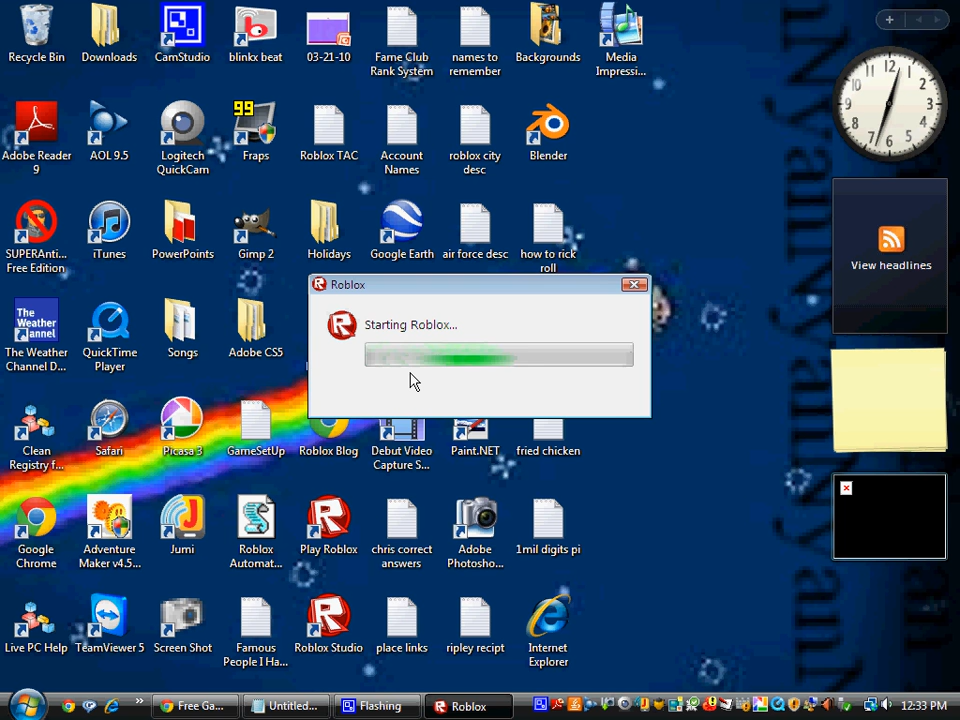 Recycle Bin
Downloads
CamStudio
blinkx beat
03-21-10
Fame Club
Rank System
names to
remember
Backgrounds
Media
Impressi...
99
Adobe Reader
9
AOL 9.5
Logitech
QuickCam
Fraps
Roblox TAC
Account
Names
roblox city
desc
Blender
SUPERAnti...
Free Edition
iTunes
PowerPoints
Gimp 2
Holidays
Google Earth
air force desc
how to rick
roll
View headlines
Roblox
Starting Roblox...
The
Weather
Channel
The Weather
Channel D...
QuickTime
Player
Songs
Adobe CS5
Clean
Registry f...
Safari
Picasa 3
GameSetUp
Roblox Blog
Debut Video
Capture S...
Paint.NET
fried chicken
Google
Chrome
Adventure
Maker v4.5...
Jumi
Roblox
Automat...
Play Roblox
chris correct
answers
Adobe
Photosho...
1mil digits pi
Live PC Help
TeamViewer 5
Screen Shot
Famous
People I Ha...
Roblox Studio
place links
ripley recipt
Internet
Explorer
Free Ga...
Untitled...
Flashing
Roblox
12:33 PM